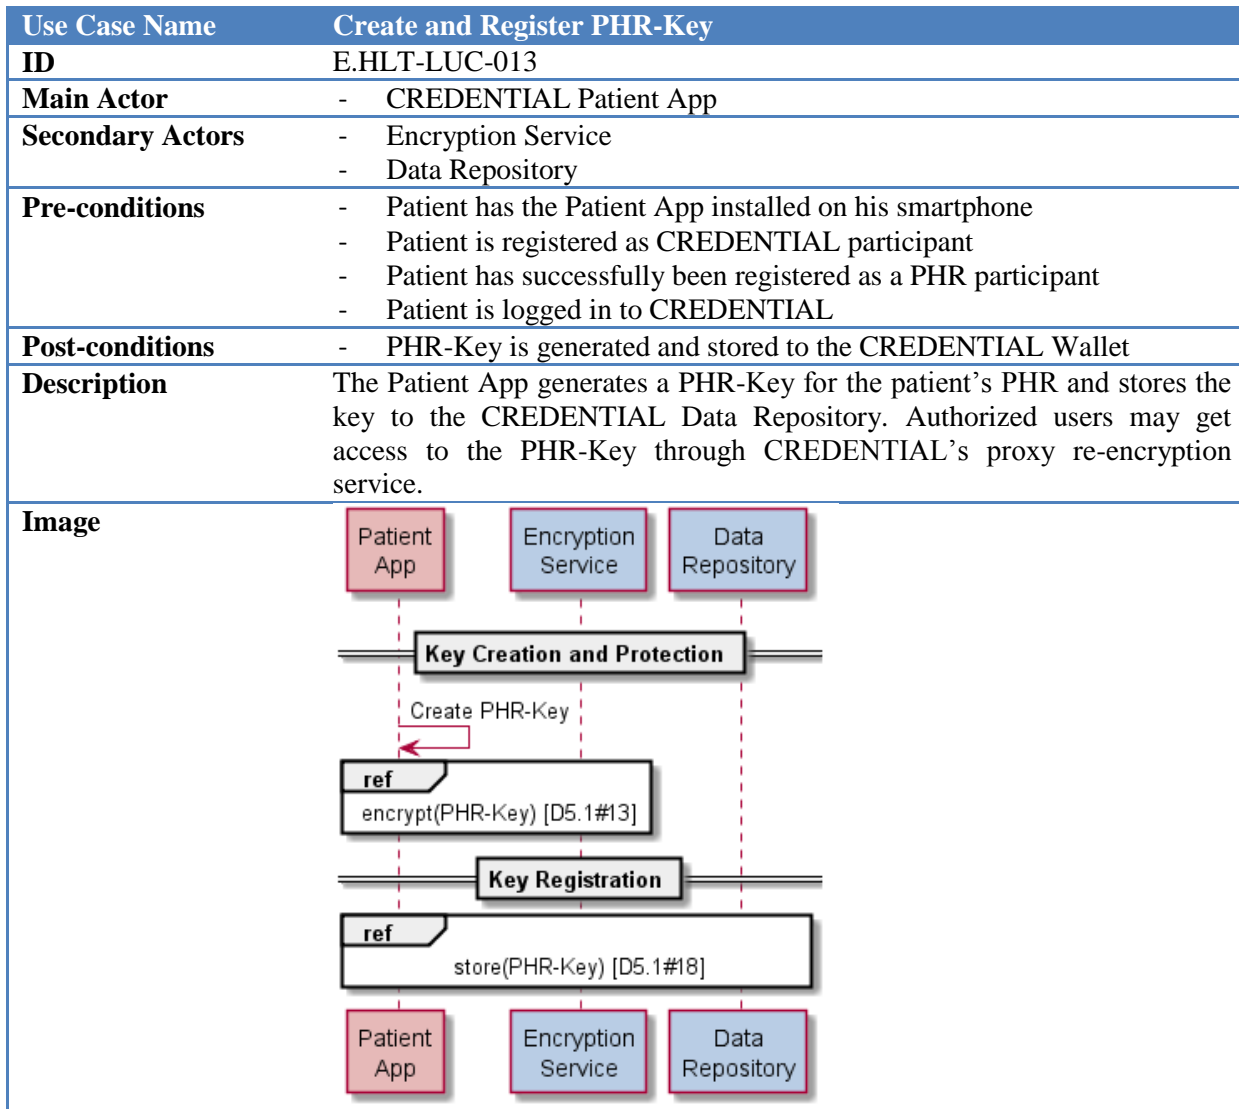 Use Case Name Create and Register PHR-Key
ID E.HLT-LUC-013
Main Actor - CREDENTIAL Patient App
Secondary Actors - Encryption Service
- Data Repository
Pre-conditions - Patient has the Patient App installed on his smartphone
- Patient is registered as CREDENTIAL participant
- Patient has successfully been registered as a PHR participant
- Patient is logged in to CREDENTIAL
Post-conditions - PHR-Key is generated and stored to the CREDENTIAL Wallet
Description The Patient App generates a PHR-Key for the patient’s PHR and stores the
key to the CREDENTIAL Data Repository. Authorized users may get
access to the PHR-Key through CREDENTIAL’s proxy re-encryption
service.
Image
Patient Encryption Data
App Service Repository
Key Creation and Protection
Create PHR-Key
ref
encrypt(PHR-Key) [D5.1#13]
Key Registration
ref
store(PHR-Key) [D5.1#18]
Patient Encryption Data
App Service Repository